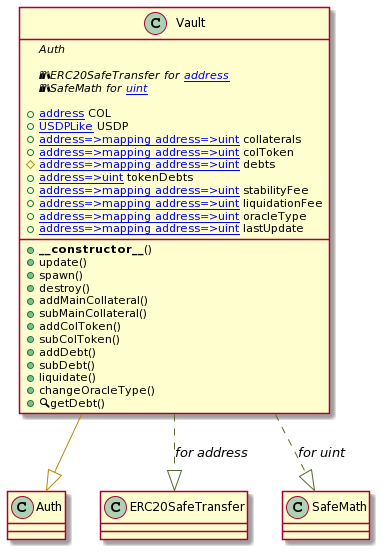 C Vault
Auth
ERC20SafeTransfer for address
SafeMath for uint
address COL
USDPLike USDP
address=>mapping address=>uint collaterals
address=>mapping address=>uint colToken
address=>mapping address=>uint debts
address=>uint tokenDebts
address=>mapping address=>uint stabilityFee
address=>mapping address=>uint liquidationFee
address=>mapping address=>uint oracleType
address=>mapping address=>uint lastUpdate
__constructor__()
update()
spawn()
destroy()
addMainCollateral()
subMainCollateral()
addColToken()
subColToken()
addDebt()
subDebt()
liquidate()
changeOracleType()
getDebt()
for address
for uint
C Auth
C ERC20SafeTransfer
C SafeMath